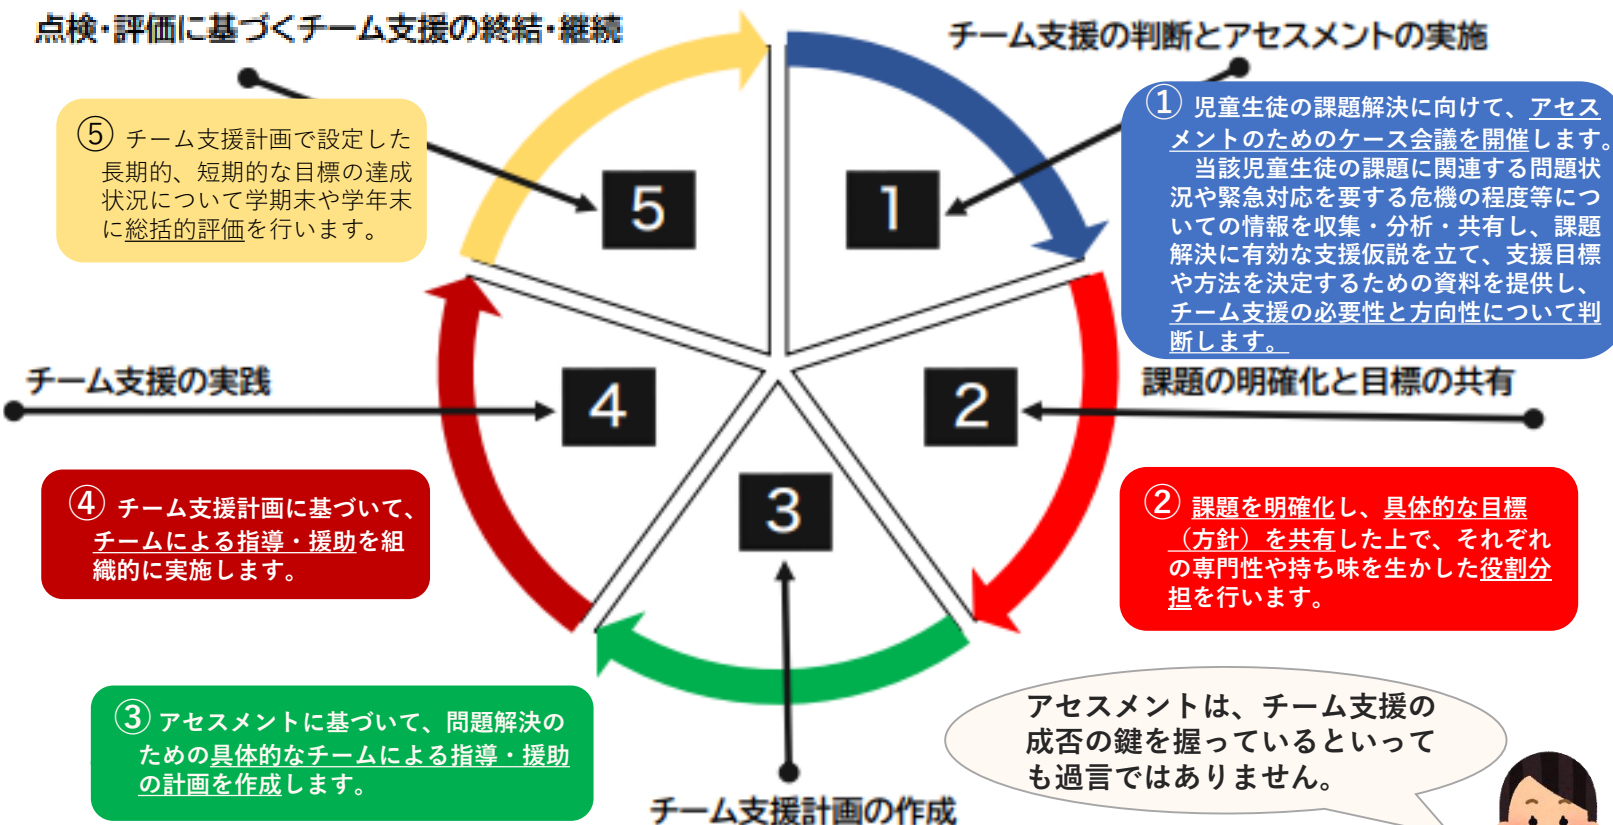 点検・評価に基づくチーム支援の終結・継続
チーム支援の判断とアセスメントの実施
① 児童生徒の課題解決に向けて、アセス
メントのためのケース会議を開催します。
当該児童生徒の課題に関連する問題状
況や緊急対応を要する危機の程度等につ
いての情報を収集・分析・共有し、課題
解決に有効な支援仮説を立て、支援目標
や方法を決定するための資料を提供し、
チーム支援の必要性と方向性について判
断します。
⑤ チーム支援計画で設定した
長期的、短期的な目標の達成
状況について学期末や学年末
に総括的評価を行います。
5
1
チーム支援の実践
4
2
課題の明確化と目標の共有
3
④ チーム支援計画に基づいて、
チームによる指導・援助を組
織的に実施します。
② 課題を明確化し、具体的な目標
（方針）を共有した上で、それぞれ
の専門性や持ち味を生かした役割分
担を行います。
③ アセスメントに基づいて、問題解決の
ための具体的なチームによる指導・援助
の計画を作成します。
チーム支援計画の作成
アセスメントは、チーム支援の
成否の鍵を握っているといって
も過言ではありません。